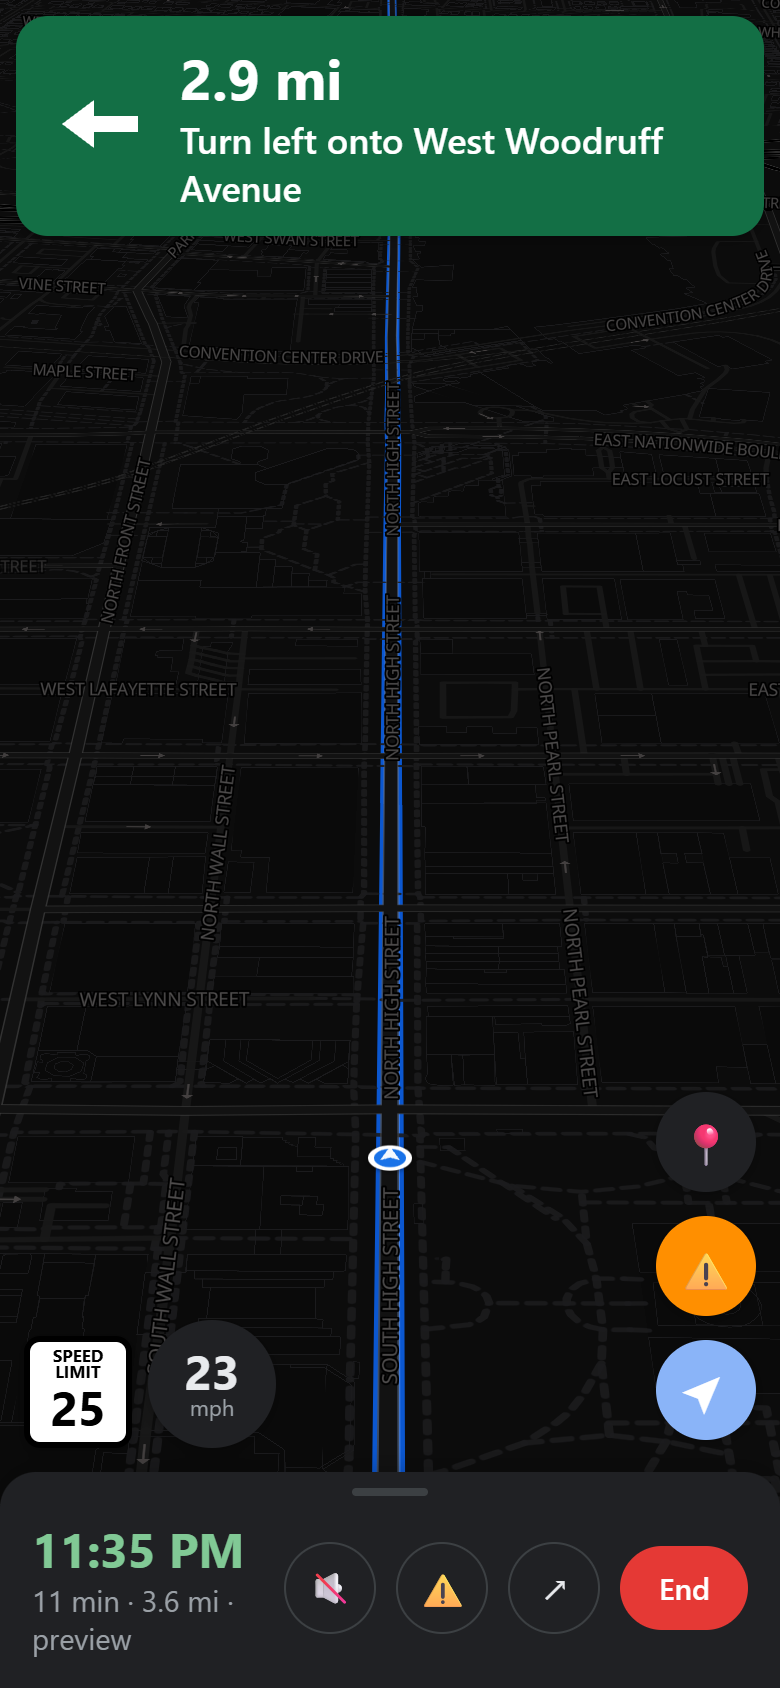 2.9 mi
Turn left onto West Woodruff
Avenue
WEST SWAN STREET
VINE STREET
CONVENTION CENTER DRIVE
CONVENTION CENTER DRIVE
MAPLE STREET
NORTH HIGH STREET
EAST NATIONWIDE BOUL
EAST LOCUST STREET
NORTH FRONT STREET
TREET
NORTH HIGH STREET
WEST LAFAYETTE STREET
NORTH PEARL STREET
EAS
NORTH WALL STREET
NORTH HIGH STREET
NORTH PEARL STREET
WEST LYNN STREET
SOUTH WALL STREET
SOUTH HIGH STREET
SPEED
LIMIT
25
23
mph
11:35 PM
11 min · 3.6 mi ·
preview
End